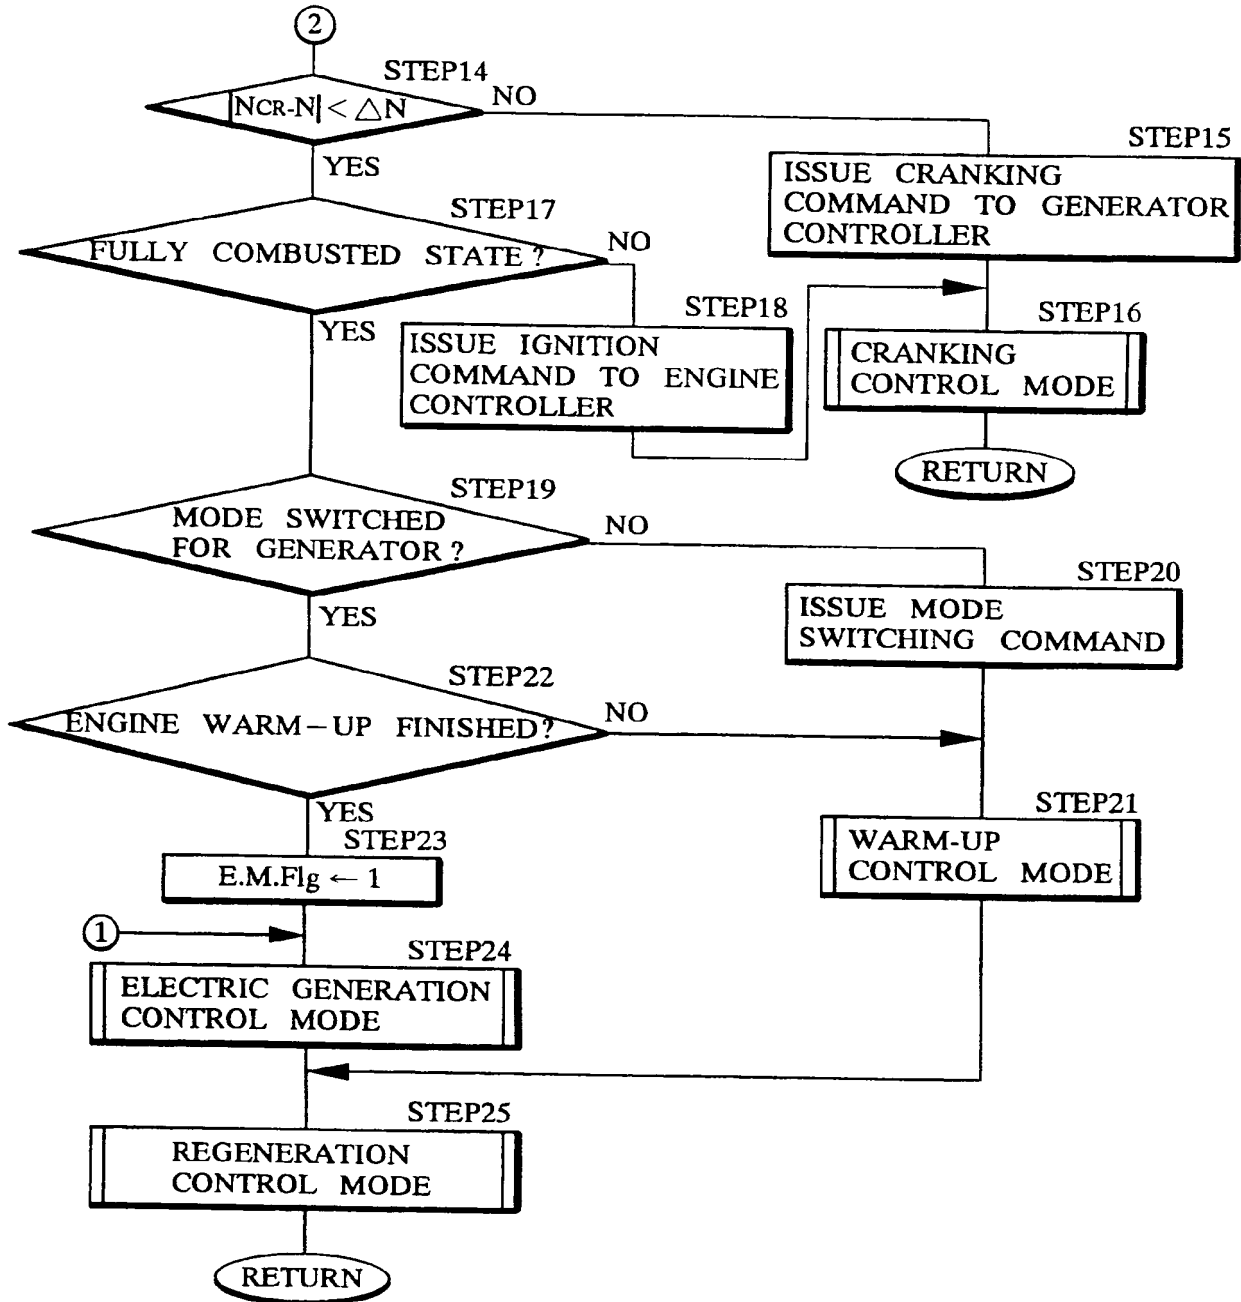 2
STEP14
|NCR-N| < △N
NO
YES
STEP15
ISSUE CRANKING
COMMAND TO GENERATOR
CONTROLLER
STEP17
FULLY COMBUSTED STATE?
NO
YES
STEP18
ISSUE IGNITION
COMMAND TO ENGINE
CONTROLLER
STEP16
CRANKING
CONTROL MODE
RETURN
STEP19
MODE SWITCHED
FOR GENERATOR?
NO
YES
STEP20
ISSUE MODE
SWITCHING COMMAND
STEP22
ENGINE WARM-UP FINISHED?
NO
YES
STEP21
WARM-UP
CONTROL MODE
STEP23
E.M.Flg ← 1
1
STEP24
ELECTRIC GENERATION
CONTROL MODE
STEP25
REGENERATION
CONTROL MODE
RETURN